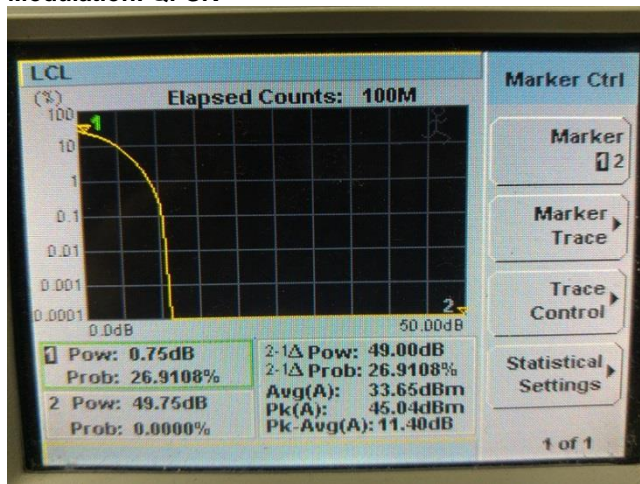 LCL
Marker Ctrl
(%)
Elapsed Counts: 100M
100
1
10
1
0.1
0.01
0.001
0.0001
2
0.0dB
50.00dB
1 Pow: 0.75dB
Prob: 26.9108%
2 Pow: 49.75dB
Prob: 0.0000%
2-1Δ Pow: 49.00dB
2-1Δ Prob: 26.9108%
Avg(A): 33.65dBm
Pk(A): 45.04dBm
Pk-Avg(A): 11.40dB
Marker
1 2
Marker
Trace
Trace
Control
Statistical
Settings
1 of 1